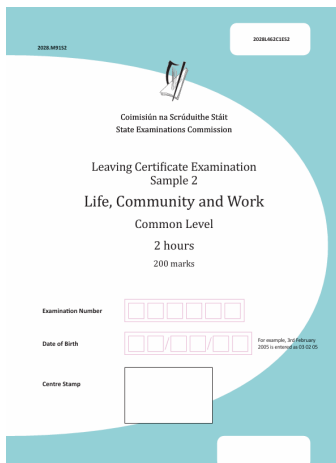 2028.M9152
2028L462C1ES2
Coimisiún na Scrúduithe Stáit
State Examinations Commission
Leaving Certificate Examination
Sample 2
Life, Community and Work
Common Level
2 hours
200 marks
Examination Number
Date of Birth
/ /
For example, 3rd February
2005 is entered as 03 02 05
Centre Stamp